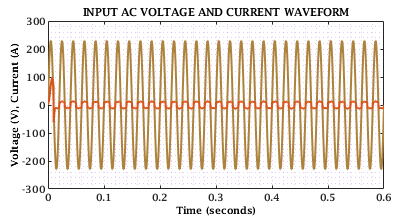 INPUT AC VOLTAGE AND CURRENT WAVEFORM
Voltage (V), Current (A)
300
200
100
0
-100
-200
-300
0 0.1 0.2 0.3 0.4 0.5 0.6
Time (seconds)